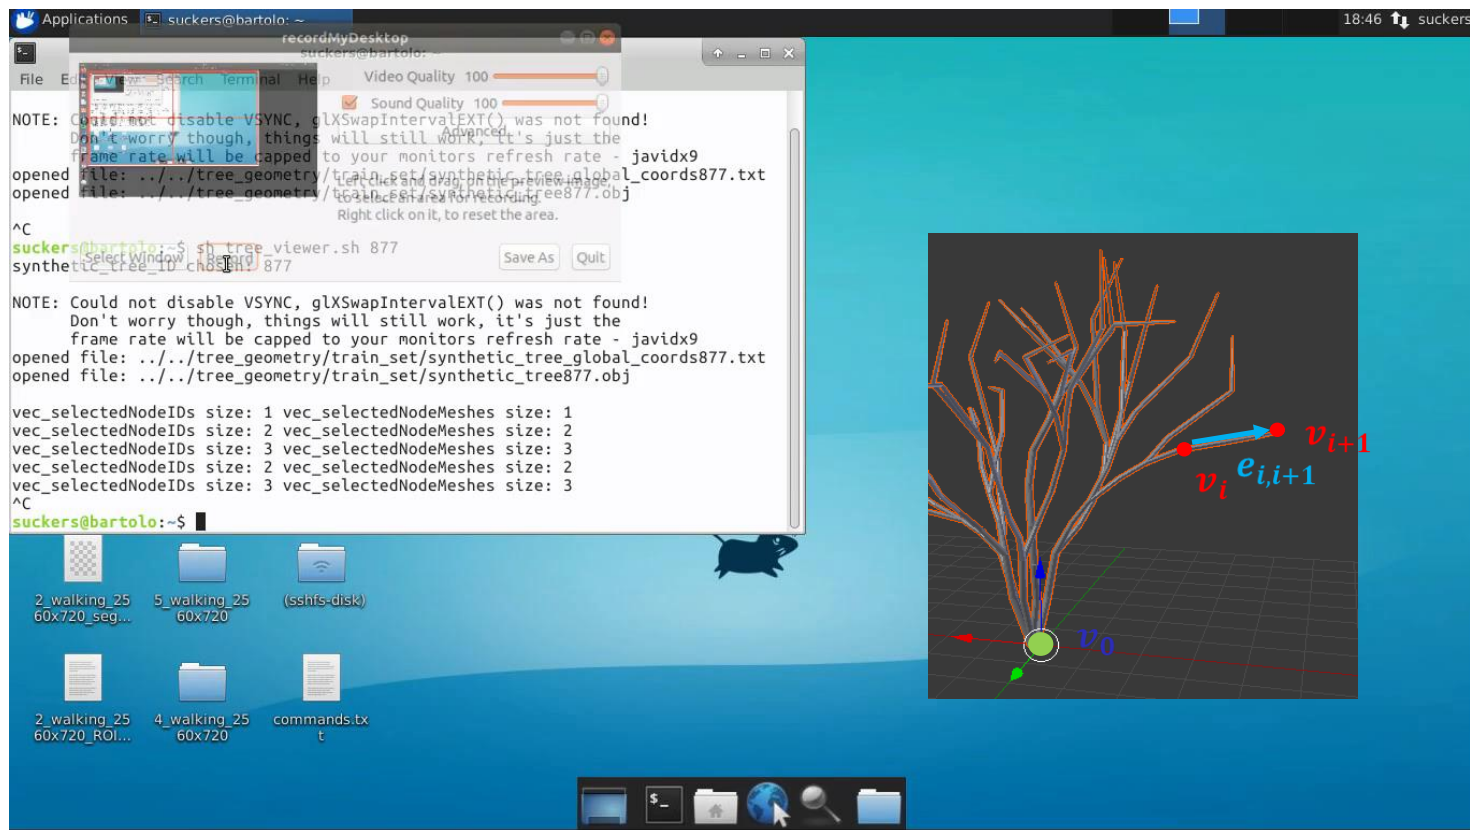 Applications suckers@bartolo: ~ 18:46 suckers
recordMyDesktop
suckers@bartolo: ~
File Edit View Search Terminal Help
Video Quality 100
Sound Quality 100
Advanced
NOTE: Could not disable VSYNC, glXSwapIntervalEXT() was not found!
Don't worry though, things will still work, it's just the
frame rate will be capped to your monitors refresh rate - javidx9
opened file: ../../tree_geometry/train_set/synthetic_tree_global_coords877.txt
opened file: ../../tree_geometry/train_set/synthetic_tree877.obj
Left click and drag, on the preview image,
to select an area for recording.
Right click on it, to reset the area.
^C
suckers@bartolo:~$ sh tree_viewer.sh 877
synthetic_tree_ID chosen: 877
Select Window Record Save As Quit
NOTE: Could not disable VSYNC, glXSwapIntervalEXT() was not found!
Don't worry though, things will still work, it's just the
frame rate will be capped to your monitors refresh rate - javidx9
opened file: ../../tree_geometry/train_set/synthetic_tree_global_coords877.txt
opened file: ../../tree_geometry/train_set/synthetic_tree877.obj
vec_selectedNodeIDs size: 1 vec_selectedNodeMeshes size: 1
vec_selectedNodeIDs size: 2 vec_selectedNodeMeshes size: 2
vec_selectedNodeIDs size: 3 vec_selectedNodeMeshes size: 3
vec_selectedNodeIDs size: 2 vec_selectedNodeMeshes size: 2
vec_selectedNodeIDs size: 3 vec_selectedNodeMeshes size: 3
^C
suckers@bartolo:~$
v_{i+1}
e_{i,i+1}
v_i
v_0
2_walking_25
60x720_seg...
5_walking_25
60x720
(sshfs-disk)
2_walking_25
60x720_ROI...
4_walking_25
60x720
commands.tx
t
$_